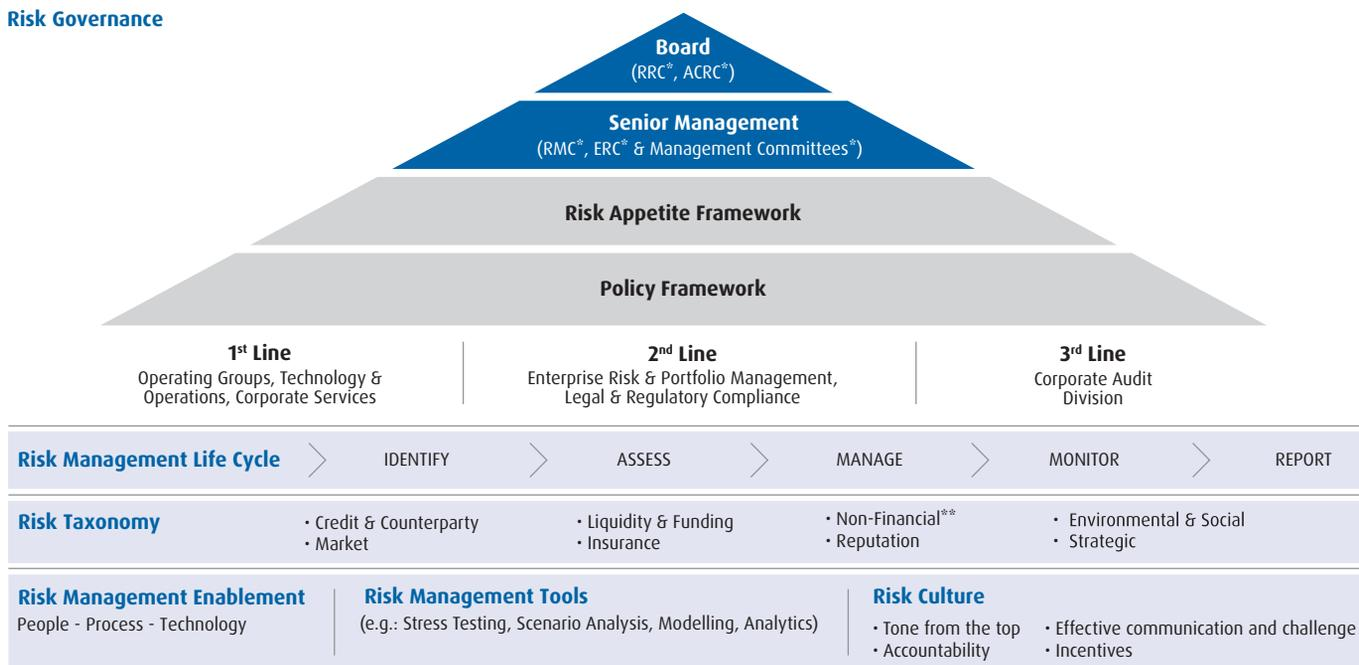 Risk Governance
Board
(RRC*, ACRC*)
Senior Management
(RMC*, ERC* & Management Committees*)
Risk Appetite Framework
Policy Framework
1st Line
Operating Groups, Technology &
Operations, Corporate Services
2nd Line
Enterprise Risk & Portfolio Management,
Legal & Regulatory Compliance
3rd Line
Corporate Audit
Division
Risk Management Life Cycle IDENTIFY ASSESS MANAGE MONITOR REPORT
Risk Taxonomy
• Credit & Counterparty
• Market
• Liquidity & Funding
• Insurance
• Non-Financial**
• Reputation
• Environmental & Social
• Strategic
Risk Management Enablement
People - Process - Technology
Risk Management Tools
(e.g.: Stress Testing, Scenario Analysis, Modelling, Analytics)
Risk Culture
• Tone from the top
• Accountability
• Effective communication and challenge
• Incentives